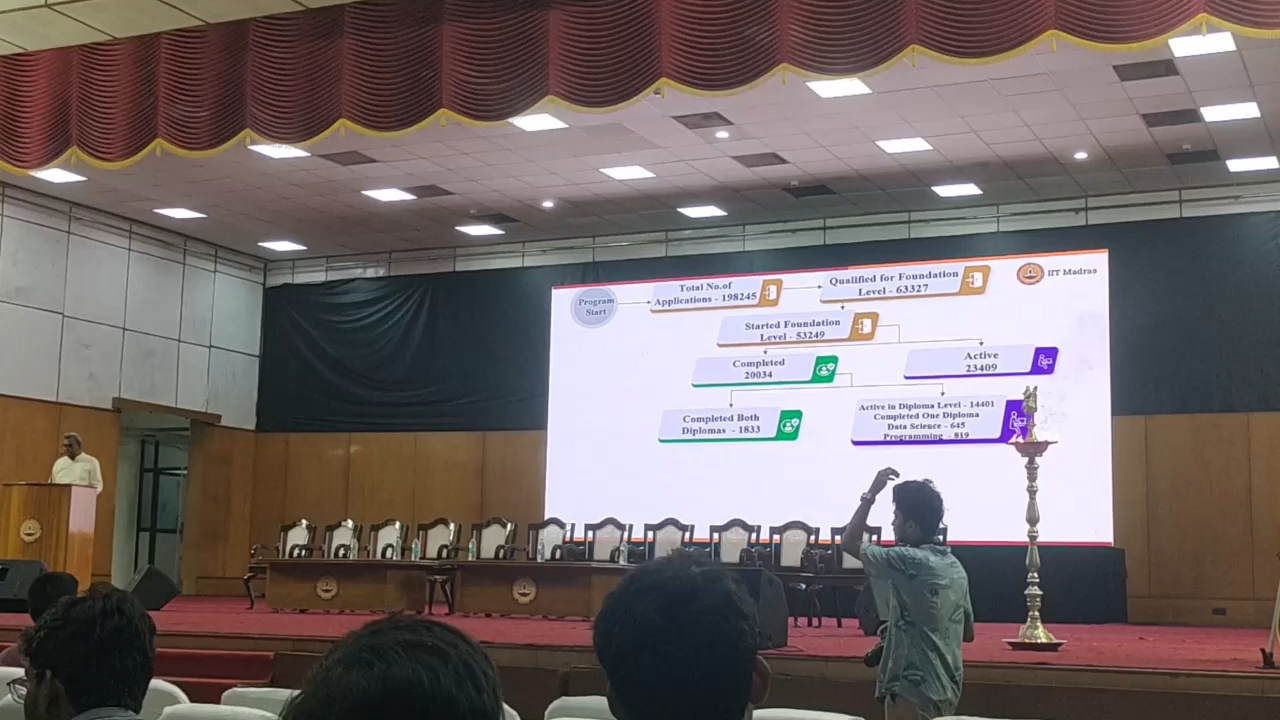 Program
Start
Total No.of
Applications - 198245
Qualified for Foundation
Level - 63327
IIT Madras
Started Foundation
Level - 53249
Completed
20034
Active
23409
Completed Both
Diplomas - 1833
Active in Diploma Level - 14401
Completed One Diploma
Data Science - 645
Programming - 819